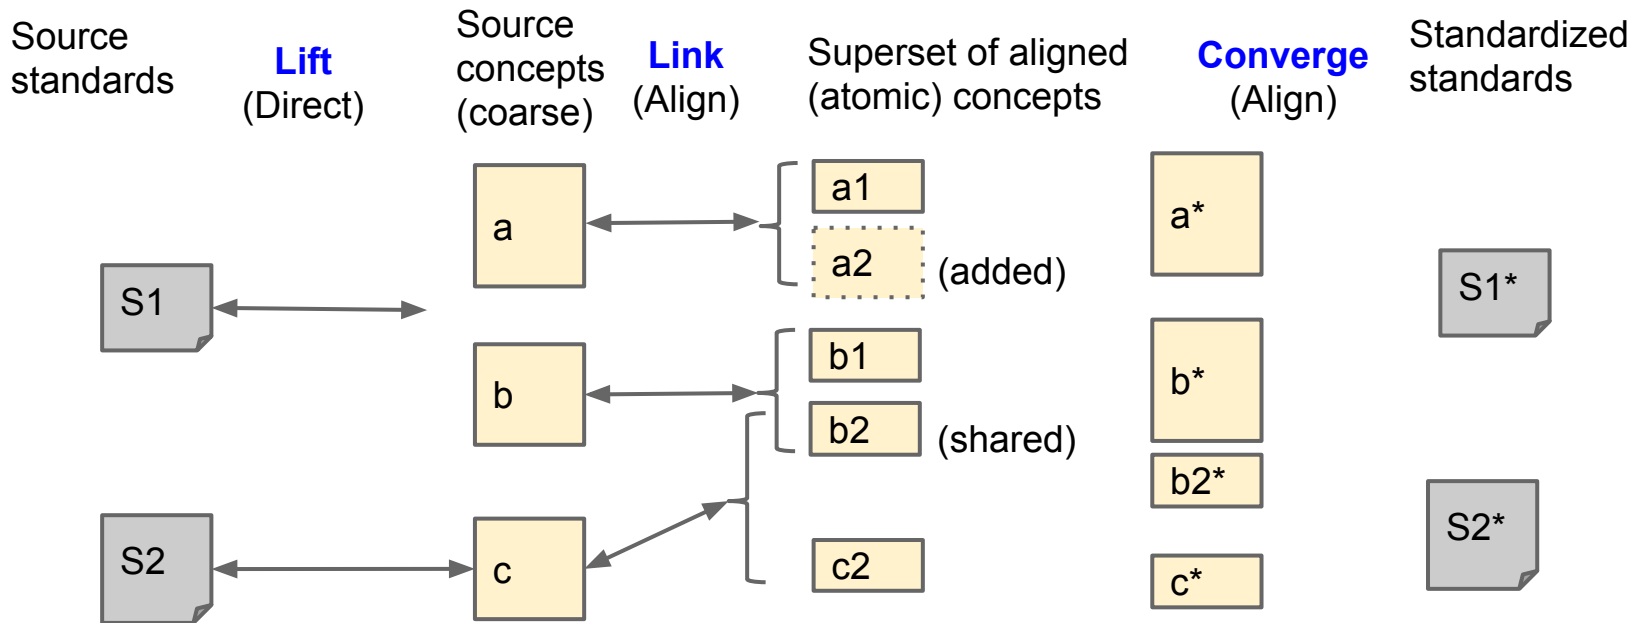 Source
standards
Lift
(Direct)
Source
concepts
(coarse)
Link
(Align)
Superset of aligned
(atomic) concepts
Converge
(Align)
Standardized
standards
a
a1
a2
(added)
a*
S1
S1*
b
b1
b2
(shared)
b*
b2*
S2
c
c2
c*
S2*